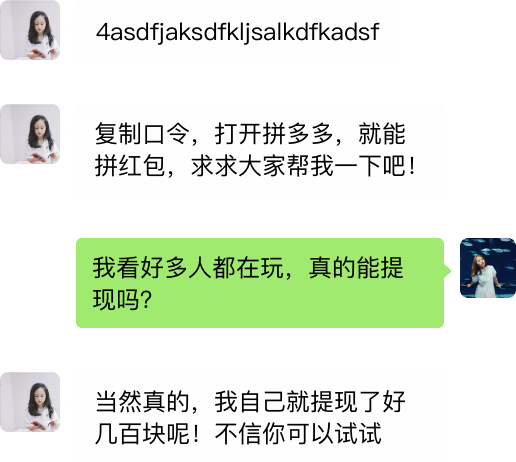 4asdfjaksdfkljsalkdfkadsf
复制口令，打开拼多多，就能
拼红包，求求大家帮我一下吧！
我看好多人都在玩，真的能提
现吗？
当然真的，我自己就提现了好
几百块呢！不信你可以试试